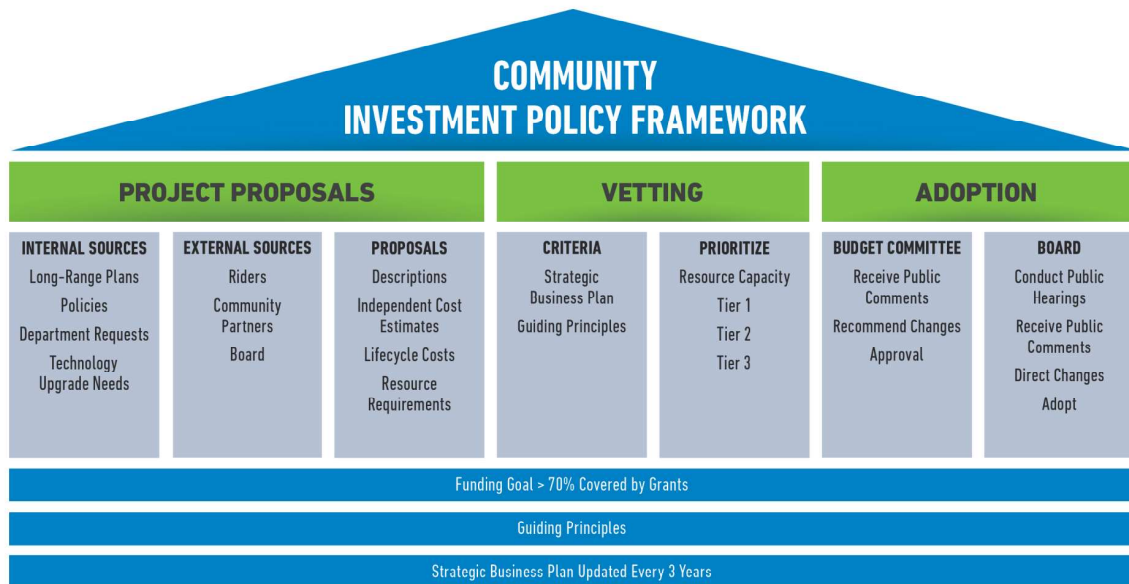 COMMUNITY
INVESTMENT POLICY FRAMEWORK
PROJECT PROPOSALS
VETTING
ADOPTION
INTERNAL SOURCES
Long-Range Plans
Policies
Department Requests
Technology
Upgrade Needs
EXTERNAL SOURCES
Riders
Community
Partners
Board
PROPOSALS
Descriptions
Independent Cost
Estimates
Lifecycle Costs
Resource
Requirements
CRITERIA
Strategic
Business Plan
Guiding Principles
PRIORITIZE
Resource Capacity
Tier 1
Tier 2
Tier 3
BUDGET COMMITTEE
Receive Public
Comments
Recommend Changes
Approval
BOARD
Conduct Public
Hearings
Receive Public
Comments
Direct Changes
Adopt
Funding Goal > 70% Covered by Grants
Guiding Principles
Strategic Business Plan Updated Every 3 Years